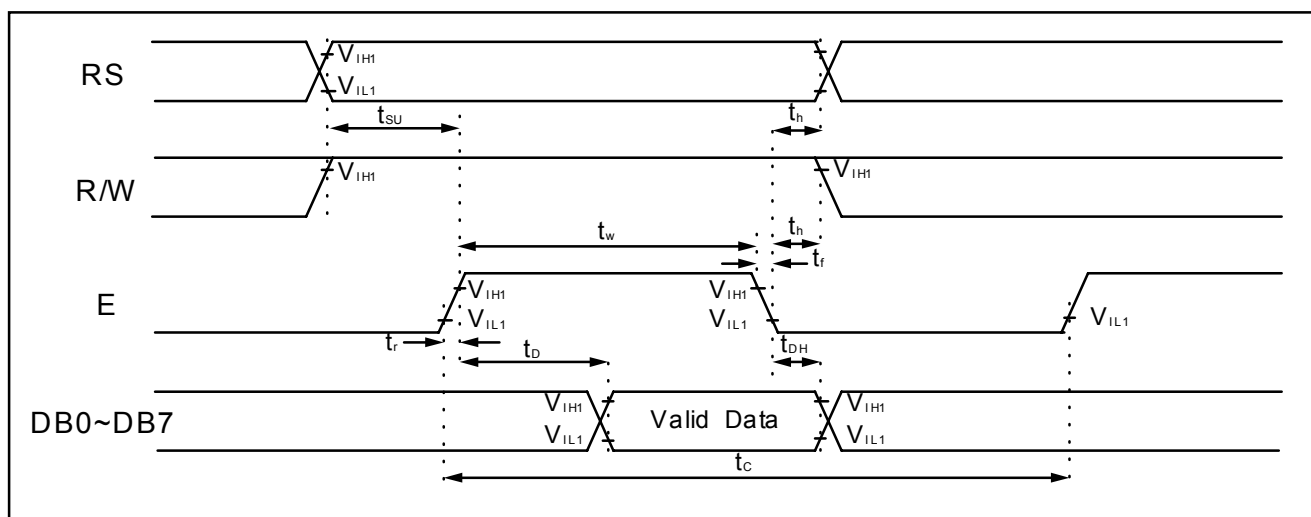 RS
VIH1
VIL1
tSU
th
R/W
VIH1
VIH1
tw
th
tf
E
VIH1
VIL1
VIH1
VIL1
VIL1
tr
tD
tDH
DB0~DB7
VIH1
VIL1
Valid Data
VIH1
VIL1
tC